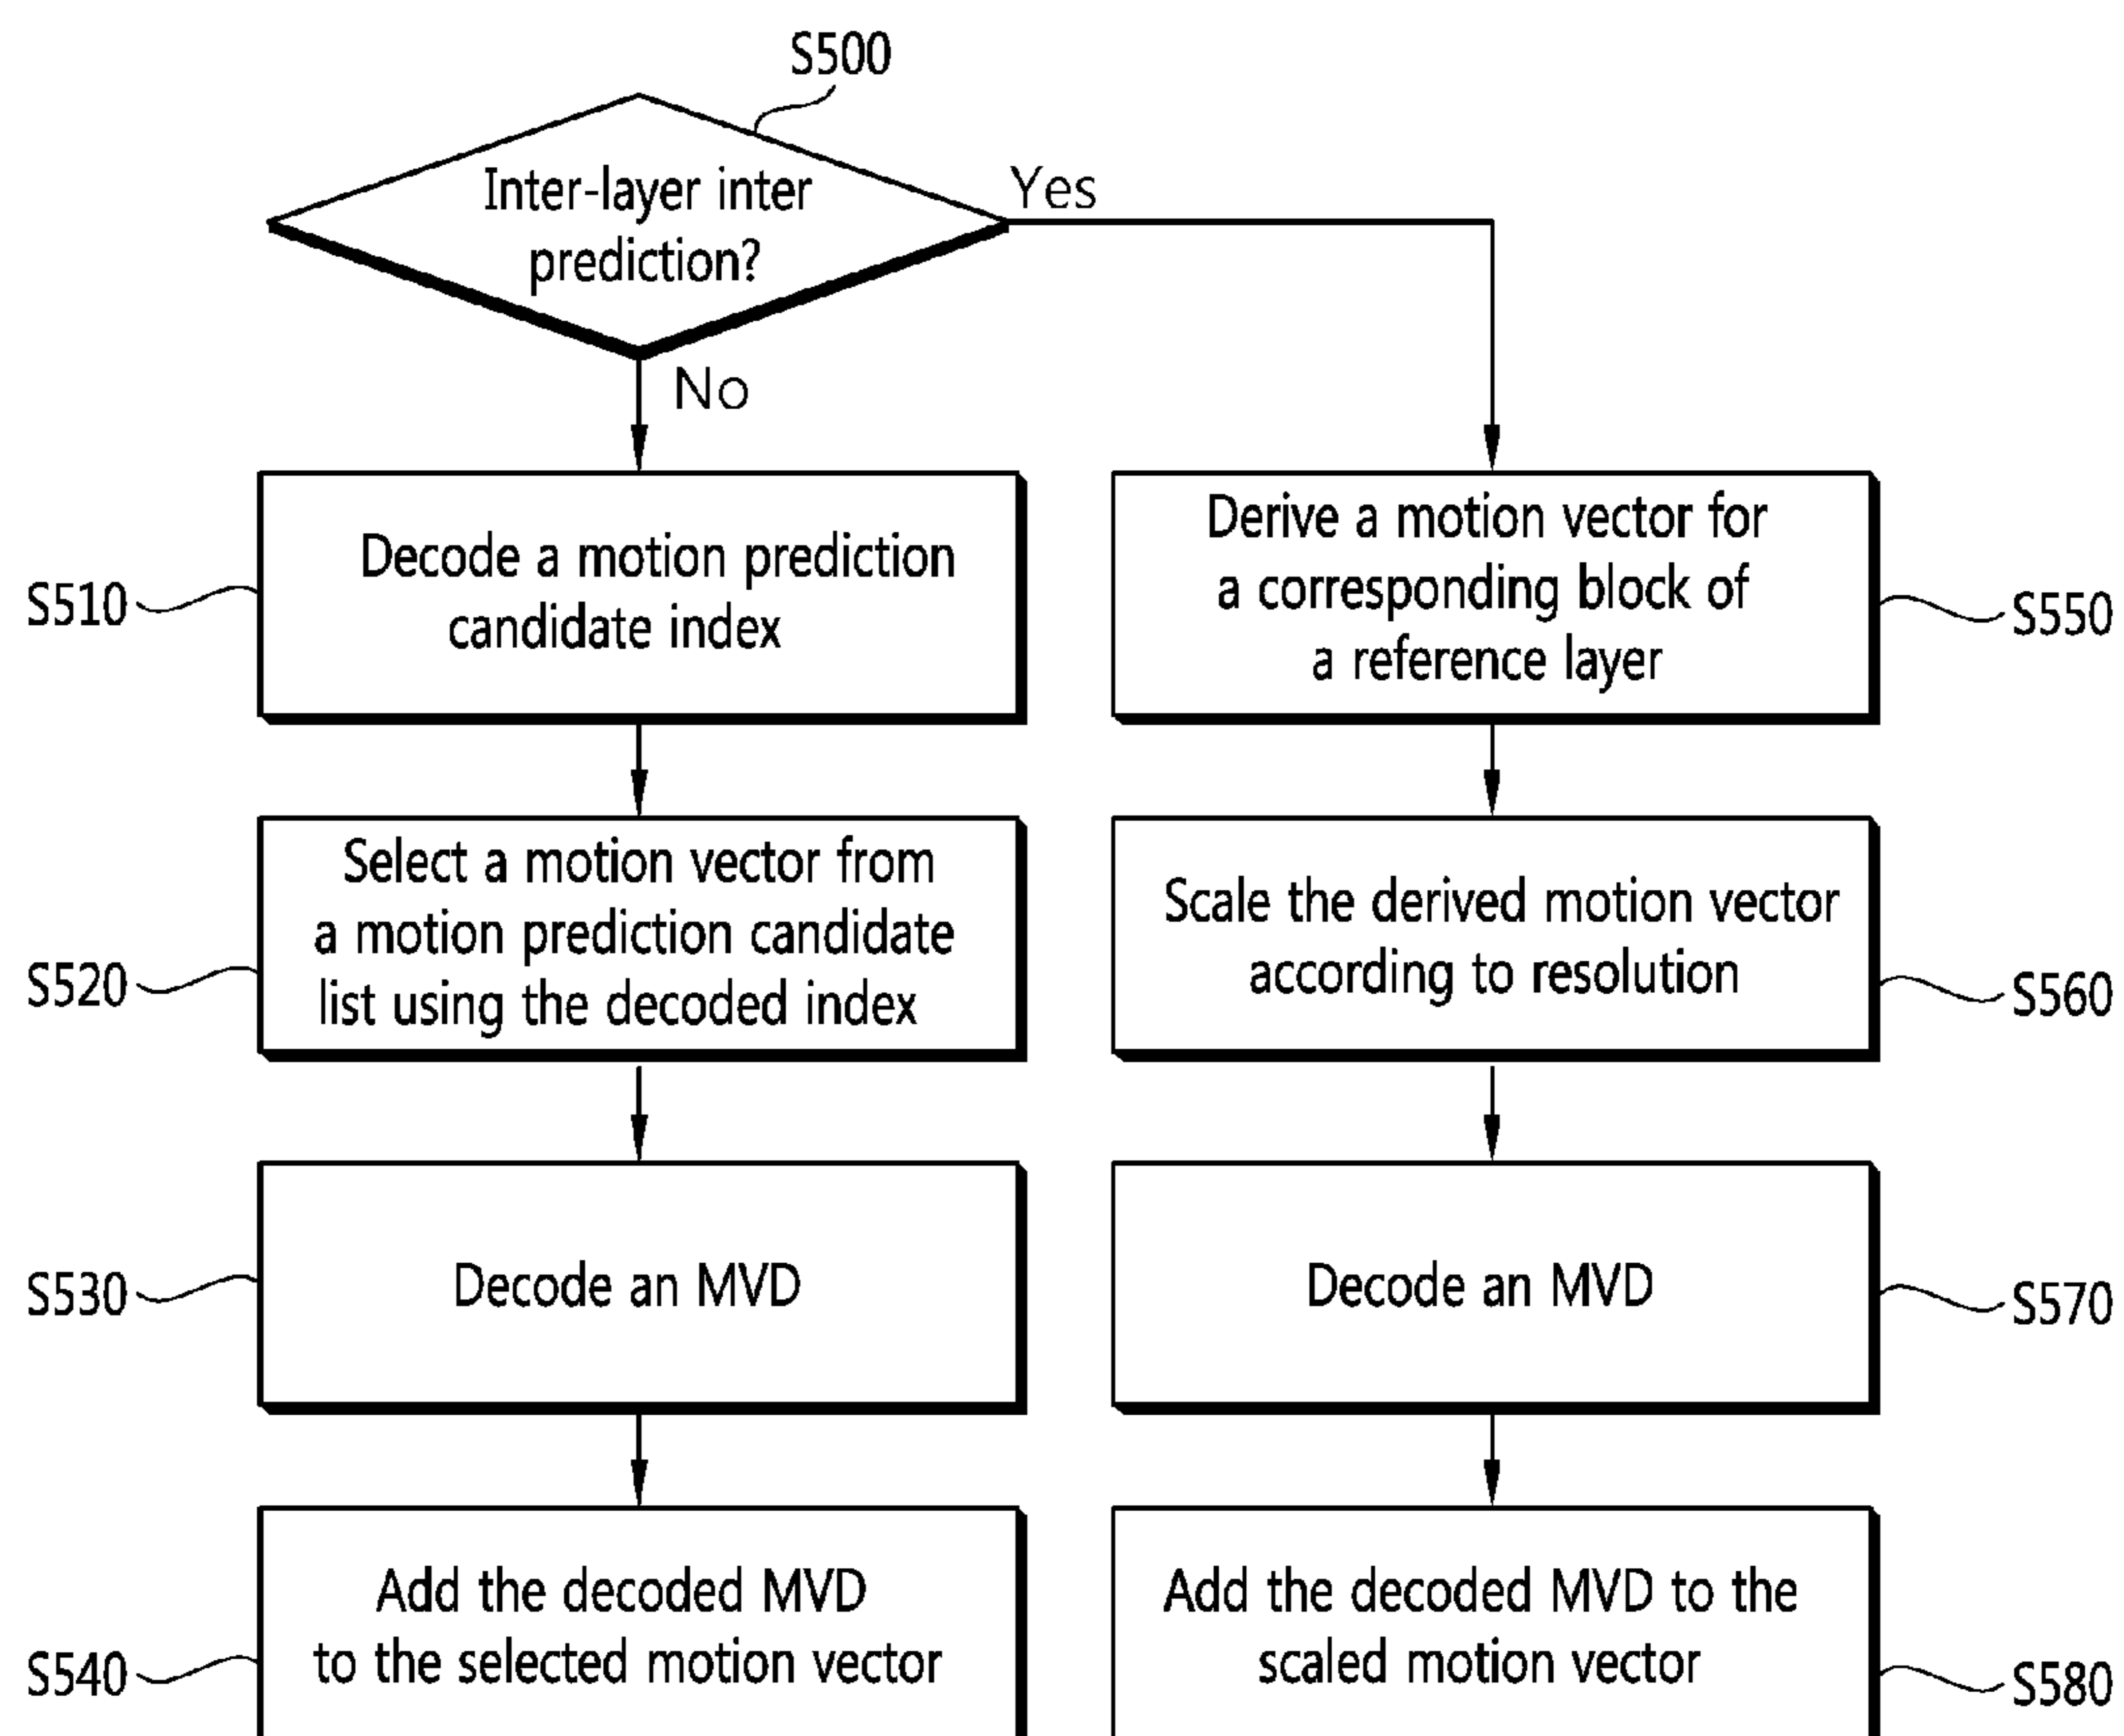 S500
Inter-layer inter
prediction?
Yes
No
S510
Decode a motion prediction
candidate index
Derive a motion vector for
a corresponding block of
a reference layer
S550
S520
Select a motion vector from
a motion prediction candidate
list using the decoded index
Scale the derived motion vector
according to resolution
S560
S530
Decode an MVD
Decode an MVD
S570
S540
Add the decoded MVD
to the selected motion vector
Add the decoded MVD to the
scaled motion vector
S580